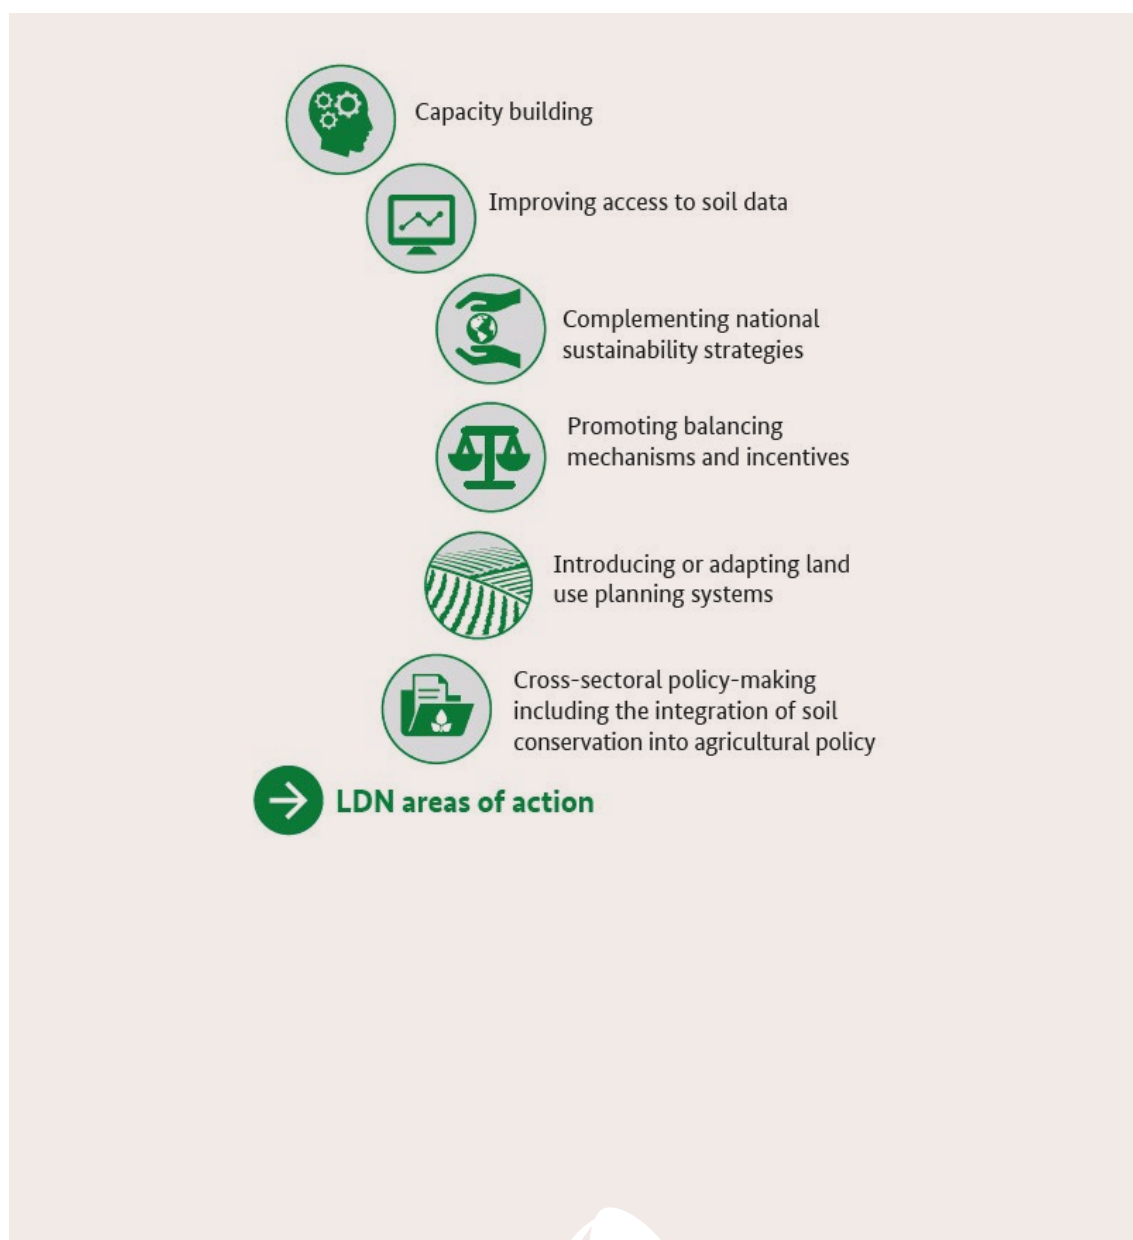 Capacity building
Improving access to soil data
Complementing national
sustainability strategies
Promoting balancing
mechanisms and incentives
Introducing or adapting land
use planning systems
Cross-sectoral policy-making
including the integration of soil
conservation into agricultural policy
LDN areas of action